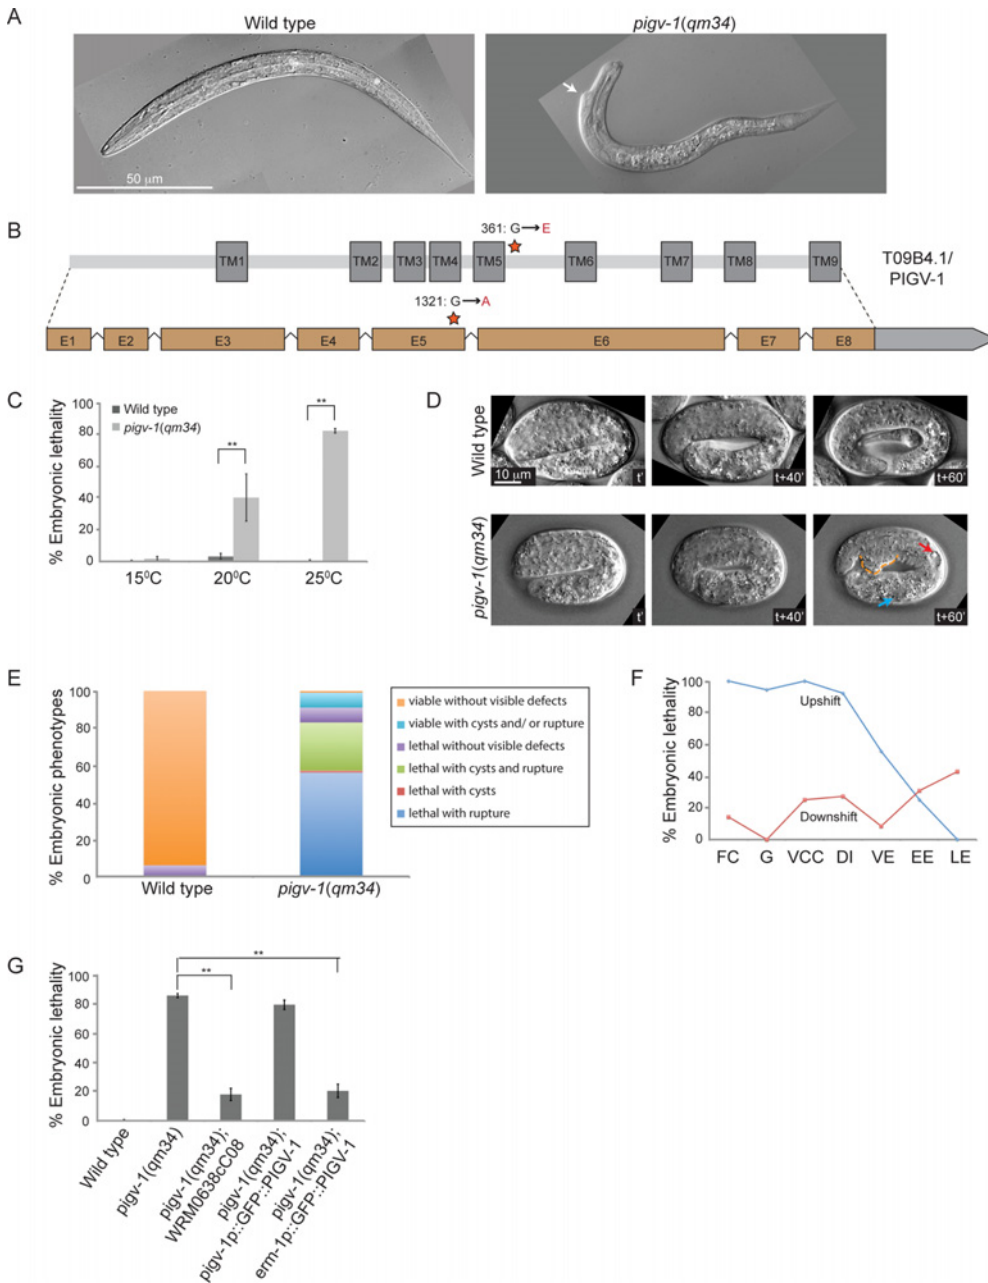 A
Wild type
pigv-1(qm34)
50 μm
B
361: G→E
TM1 TM2 TM3 TM4 TM5 TM6 TM7 TM8 TM9
T09B4.1/
PIGV-1
1321: G→A
E1 E2 E3 E4 E5 E6 E7 E8
C
% Embryonic lethality
100
80
60
40
20
0
Wild type
pigv-1(qm34)
**
**
15ºC 20ºC 25ºC
D
Wild type
10 μm
t'
t+40'
t+60'
pigv-1(qm34)
t'
t+40'
t+60'
E
% Embryonic phenotypes
100
80
60
40
20
0
Wild type
pigv-1(qm34)
viable without visible defects
viable with cysts and/ or rupture
lethal without visible defects
lethal with cysts and rupture
lethal with cysts
lethal with rupture
F
% Embryonic lethality
100
80
60
40
20
0
Upshift
Downshift
FC G VCC DI VE EE LE
G
% Embryonic lethality
100
80
60
40
20
0
**
**
Wild type
pigv-1(qm34)
pigv-1(qm34);
WRM0638cC08
pigv-1(qm34);
pigv-1p::GFP::PIGV-1
pigv-1(qm34);
erm-1p::GFP::PIGV-1